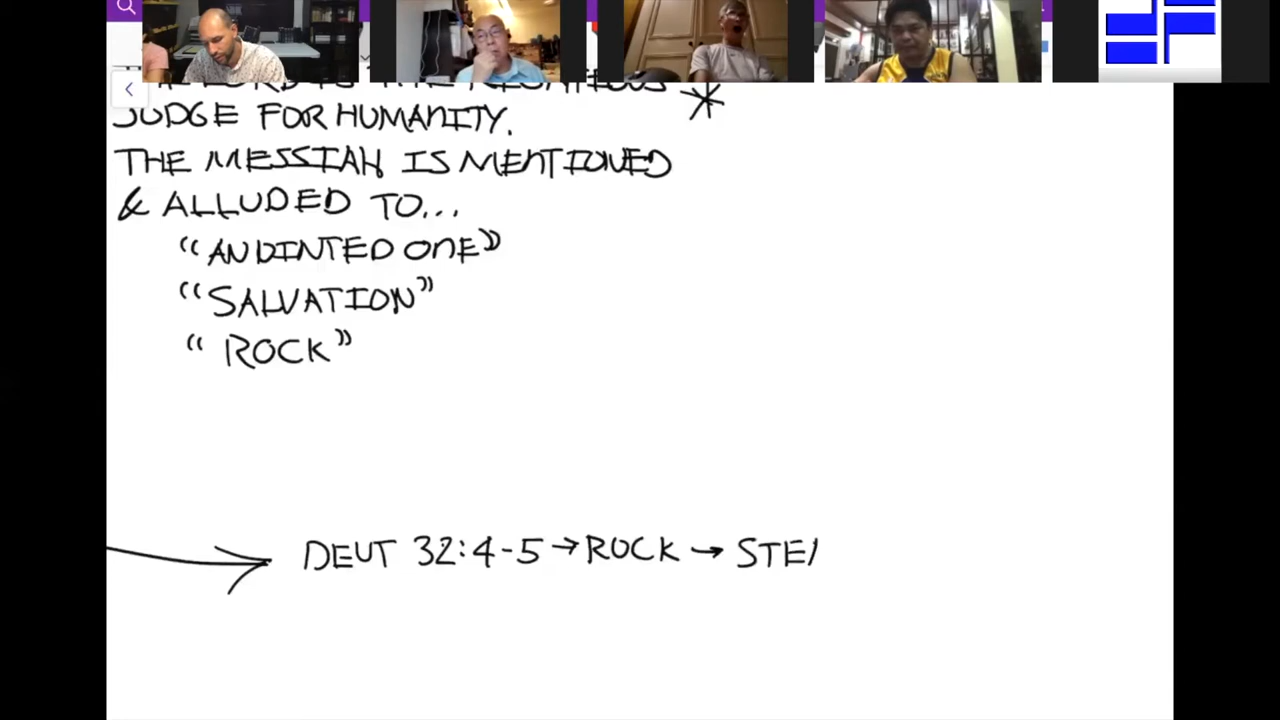 JUDGE FOR HUMANITY.
THE MESSIAH IS MENTIONED
& ALLUDED TO...
"ANOINTED ONE"
"SALVATION"
"ROCK"
DEUT 32:4-5 → ROCK → STE